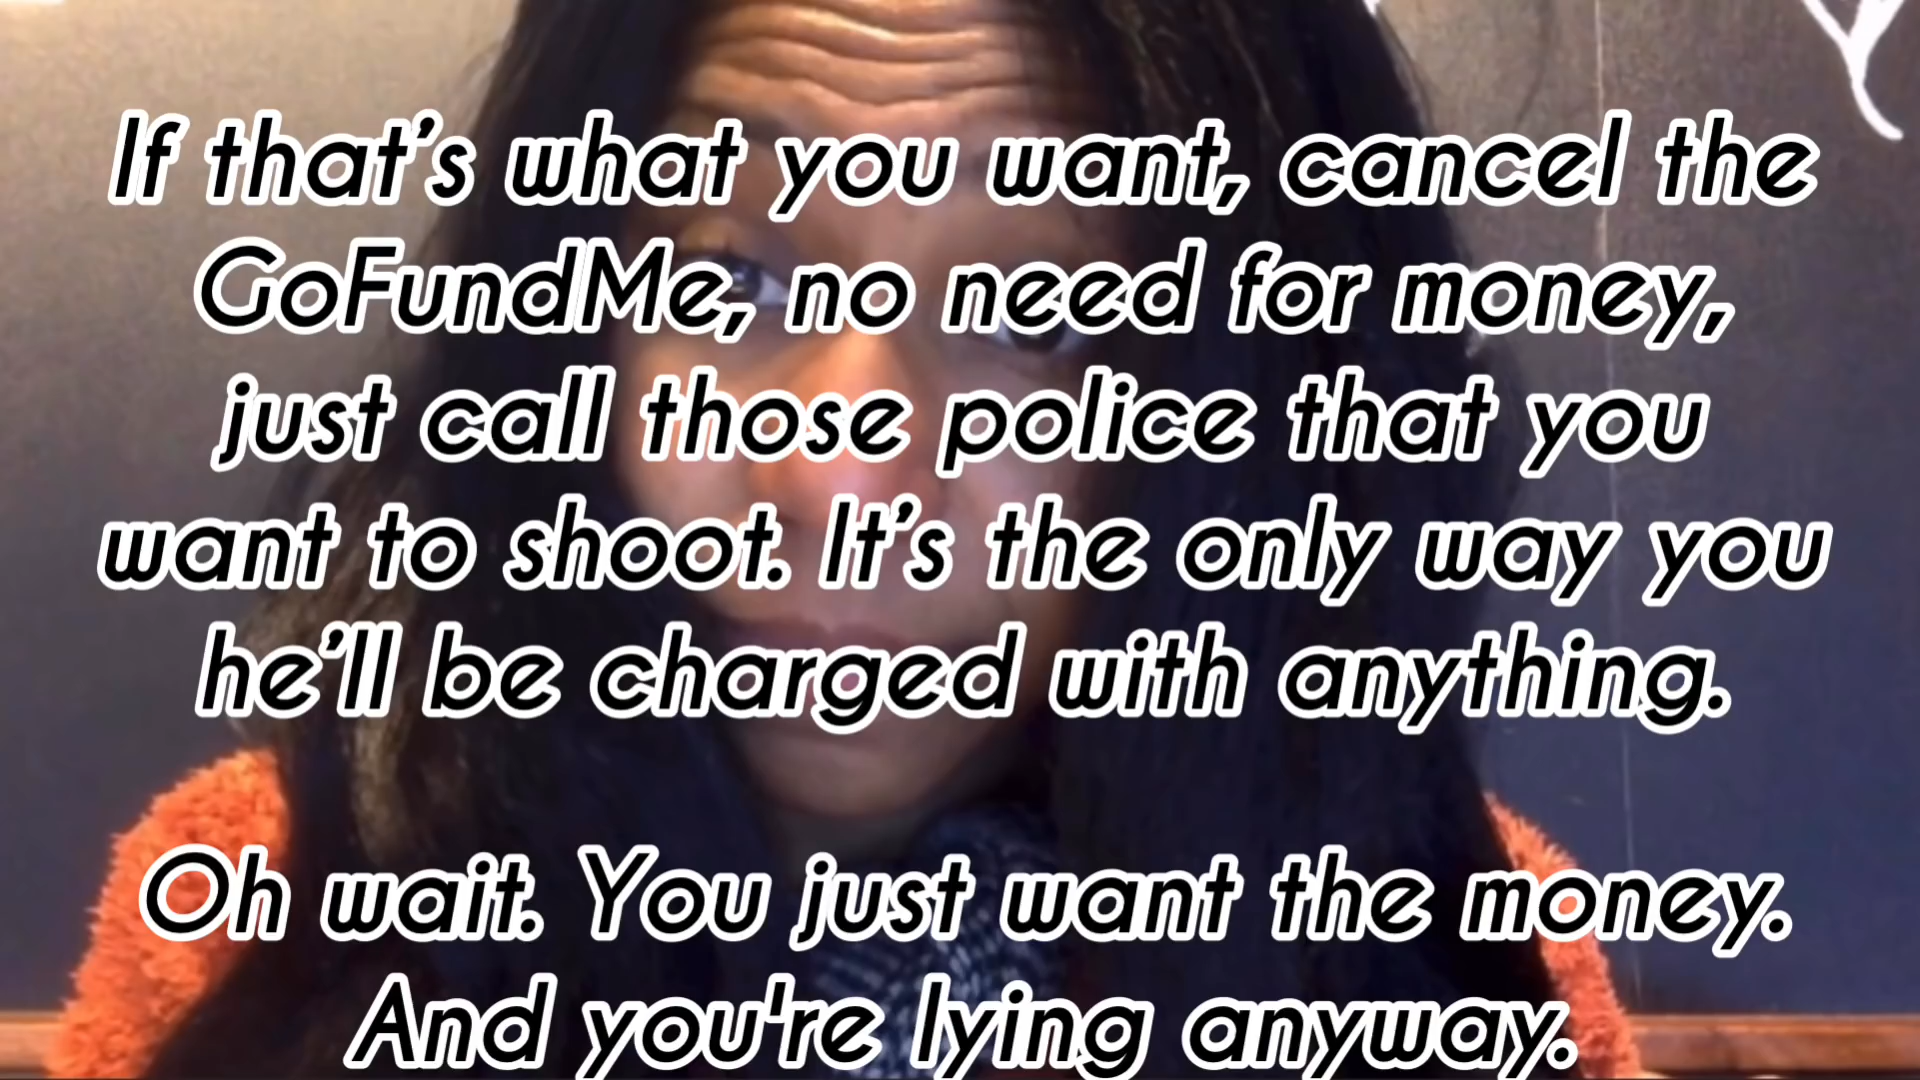 If that's what you want, cancel the
GoFundMe, no need for money,
just call those police that you
want to shoot. It's the only way you
he'll be charged with anything.
Oh wait. You just want the money.
And you're lying anyway.